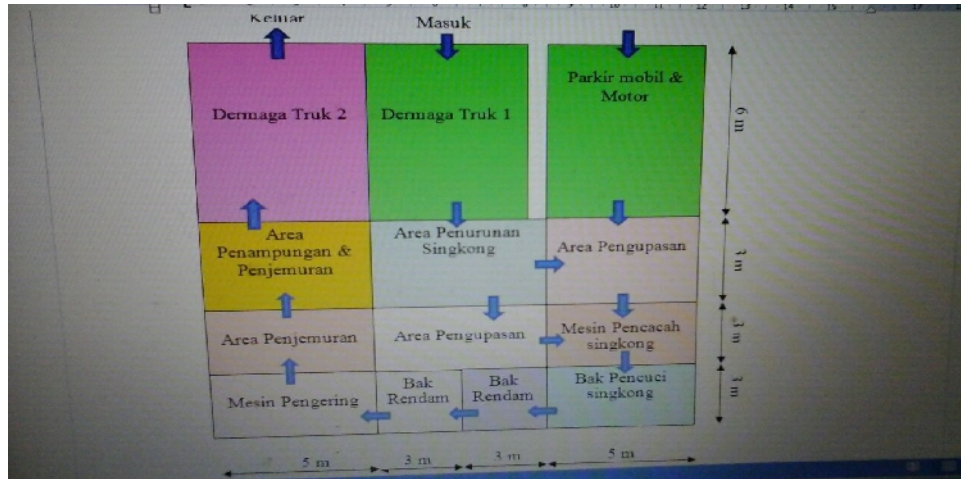 Keluar
Masuk
Dermaga Truk 2
Dermaga Truk 1
Parkir mobil &
Motor
6 m
Area
Penampungan &
Penjemuran
Area Penurunan
Singkong
Area Pengupasan
3 m
Area Penjemuran
Area Pengupasan
Mesin Pencacah
singkong
3 m
Mesin Pengering
Bak
Rendam
Bak
Rendam
Bak Pencuci
singkong
3 m
5 m
3 m
3 m
5 m